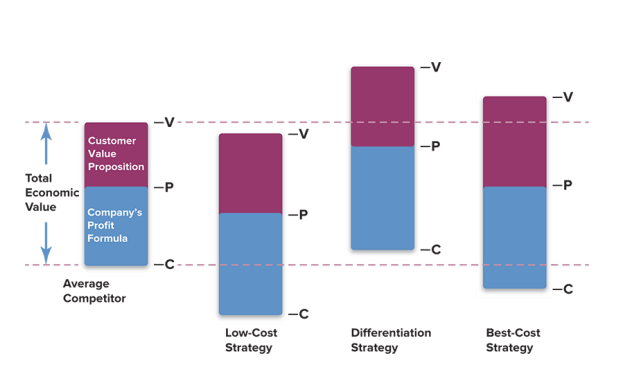 —V
—V
—V
Customer
Value
Proposition
—V
Total
Economic
Value
—P
—P
—P
Company's
Profit
Formula
—P
—C
—C
Average
Competitor
—C
—C
Low-Cost
Strategy
Differentiation
Strategy
Best-Cost
Strategy